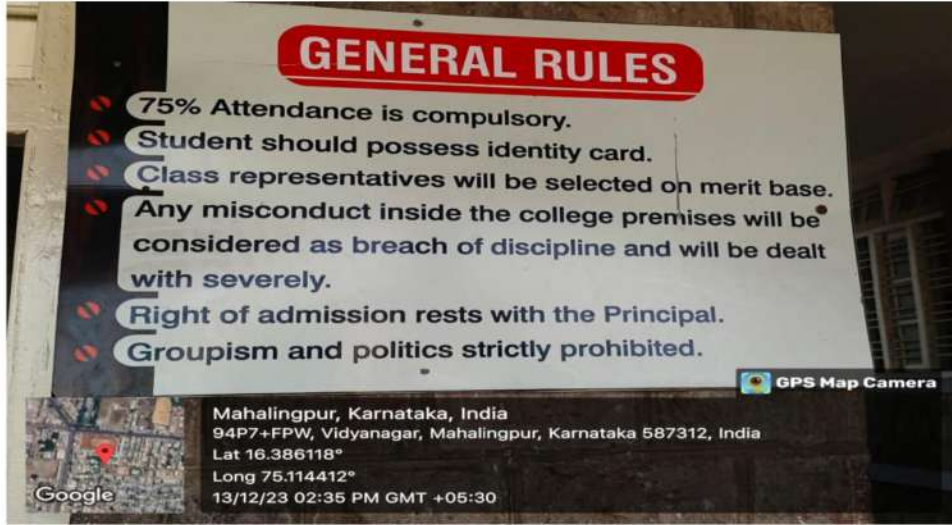 GENERAL RULES
75% Attendance is compulsory.
Student should possess identity card.
Class representatives will be selected on merit base.
Any misconduct inside the college premises will be
considered as breach of discipline and will be dealt
with severely.
Right of admission rests with the Principal.
Groupism and politics strictly prohibited.
GPS Map Camera
Mahalingpur, Karnataka, India
94P7+FPW, Vidyanagar, Mahalingpur, Karnataka 587312, India
Lat 16.386118°
Long 75.114412°
13/12/23 02:35 PM GMT +05:30
Google